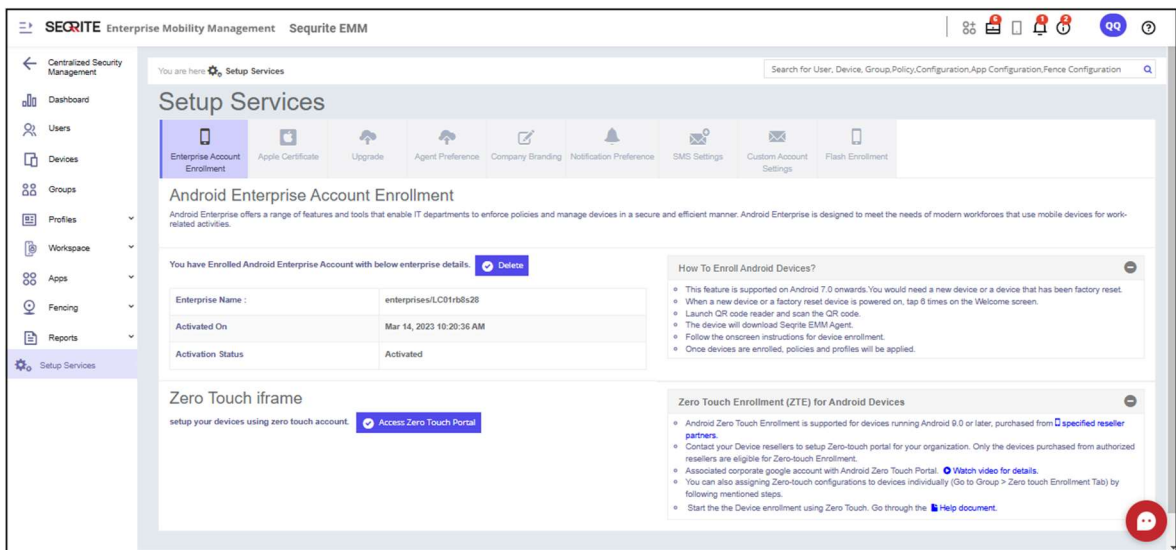 SEQRITE Enterprise Mobility Management Sequrite EMM
6 1 2 QQ
Centralized Security
Management
You are here Setup Services
Search for User, Device, Group,Policy,Configuration,App Configuration,Fence Configuration
Dashboard
Users
Devices
Groups
Profiles
Workspace
Apps
Fencing
Reports
Setup Services
Setup Services
Enterprise Account
Enrollment
Apple Certificate
Upgrade
Agent Preference
Company Branding
Notification Preference
SMS Settings
Custom Account
Settings
Flash Enrollment
Android Enterprise Account Enrollment
Android Enterprise offers a range of features and tools that enable IT departments to enforce policies and manage devices in a secure and efficient manner. Android Enterprise is designed to meet the needs of modern workforces that use mobile devices for work-
related activities.
You have Enrolled Android Enterprise Account with below enterprise details. Delete
Enterprise Name : enterprises/LC01rb8s28
Activated On Mar 14, 2023 10:20:36 AM
Activation Status Activated
How To Enroll Android Devices?
This feature is supported on Android 7.0 onwards.You would need a new device or a device that has been factory reset.
When a new device or a factory reset device is powered on, tap 6 times on the Welcome screen.
Launch QR code reader and scan the QR code.
The device will download Seqrite EMM Agent.
Follow the onscreen instructions for device enrollment.
Once devices are enrolled, policies and profiles will be applied.
Zero Touch iframe
setup your devices using zero touch account. Access Zero Touch Portal
Zero Touch Enrollment (ZTE) for Android Devices
Android Zero Touch Enrollment is supported for devices running Android 9.0 or later, purchased from specified reseller
partners.
Contact your Device resellers to setup Zero-touch portal for your organization. Only the devices purchased from authorized
resellers are eligible for Zero-touch Enrollment.
Associated corporate google account with Android Zero Touch Portal. Watch video for details.
You can also assigning Zero-touch configurations to devices individually (Go to Group > Zero touch Enrollment Tab) by
following mentioned steps.
Start the the Device enrollment using Zero Touch. Go through the Help document.